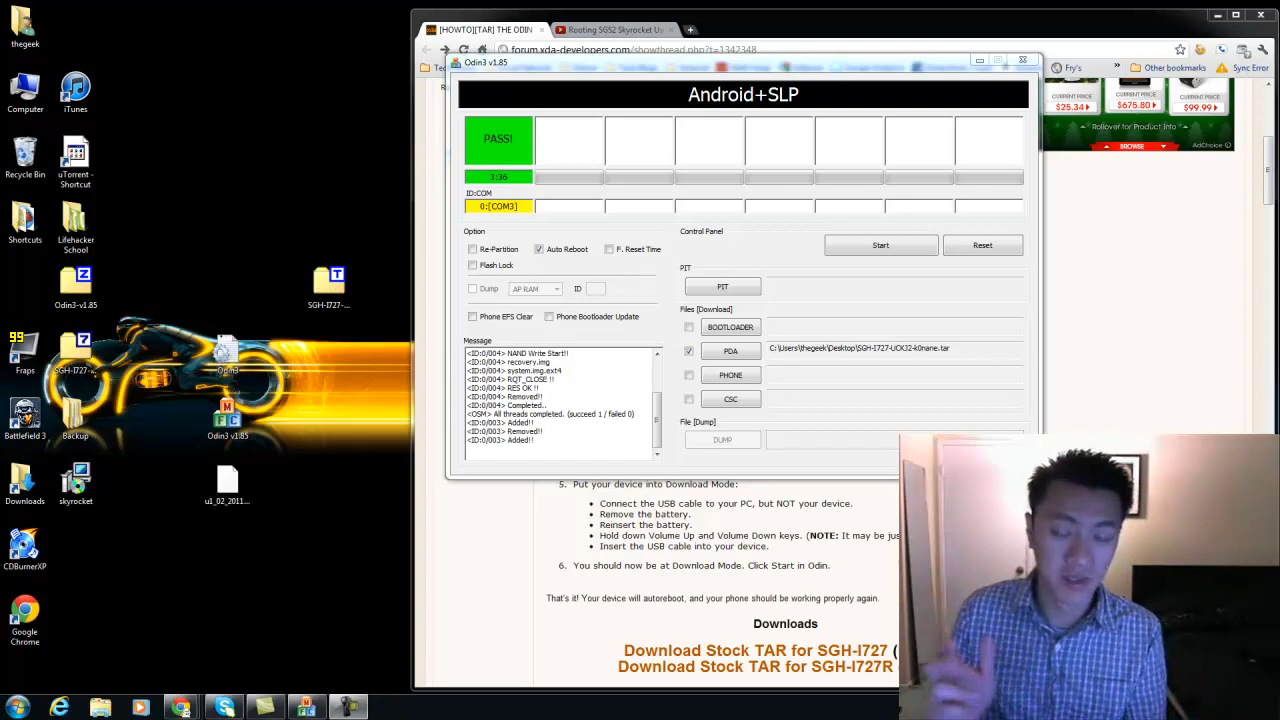 thegeek
Computer
iTunes
Recycle Bin
uTorrent - Shortcut
Shortcuts
Lifehacker School
Odin3-v1.85
SGH-I727-...
99
Fraps
SGH-I727-...
Odin3
Battlefield 3
Backup
Odin3 v1.85
Downloads
skyrocket
u1_02_2011...
CDBurnerXP
Google Chrome
[HOWTO][TAR] THE ODIN
Rooting SGS2 Skyrocket Us
forum.xda-developers.com/showthread.php?t=1342348
Fry's
»
Other bookmarks
Sync Error
CURRENT PRICE
$25.34
CURRENT PRICE
$675.80
CURRENT PRICE
$99.99
Rollover for Product Info
BROWSE
AdChoice
Odin3 v1.85
Android+SLP
PASS!
3:36
ID:COM
0:[COM3]
Option
Re-Partition
Auto Reboot
F. Reset Time
Flash Lock
Dump
AP RAM
ID
Phone EFS Clear
Phone Bootloader Update
Message
<ID:0/004> NAND Write Start!!
<ID:0/004> recovery.img
<ID:0/004> system.img.ext4
<ID:0/004> RQT_CLOSE !!
<ID:0/004> RES OK !!
<ID:0/004> Removed!!
<ID:0/004> Completed..
<OSM> All threads completed. (succeed 1 / failed 0)
<ID:0/003> Added!!
<ID:0/003> Removed!!
<ID:0/003> Added!!
Control Panel
Start
Reset
PIT
PIT
Files [Download]
BOOTLOADER
PDA
C:\Users\thegeek\Desktop\SGH-I727-UCKJ2-k0nane.tar
PHONE
CSC
File [Dump]
DUMP
5. Put your device into Download Mode:
• Connect the USB cable to your PC, but NOT your device.
• Remove the battery.
• Reinsert the battery.
• Hold down Volume Up and Volume Down keys. (NOTE: It may be jus
• Insert the USB cable into your device.
6. You should now be at Download Mode. Click Start in Odin.
That's it! Your device will autoreboot, and your phone should be working properly again.
Downloads
Download Stock TAR for SGH-I727 (
Download Stock TAR for SGH-I727R